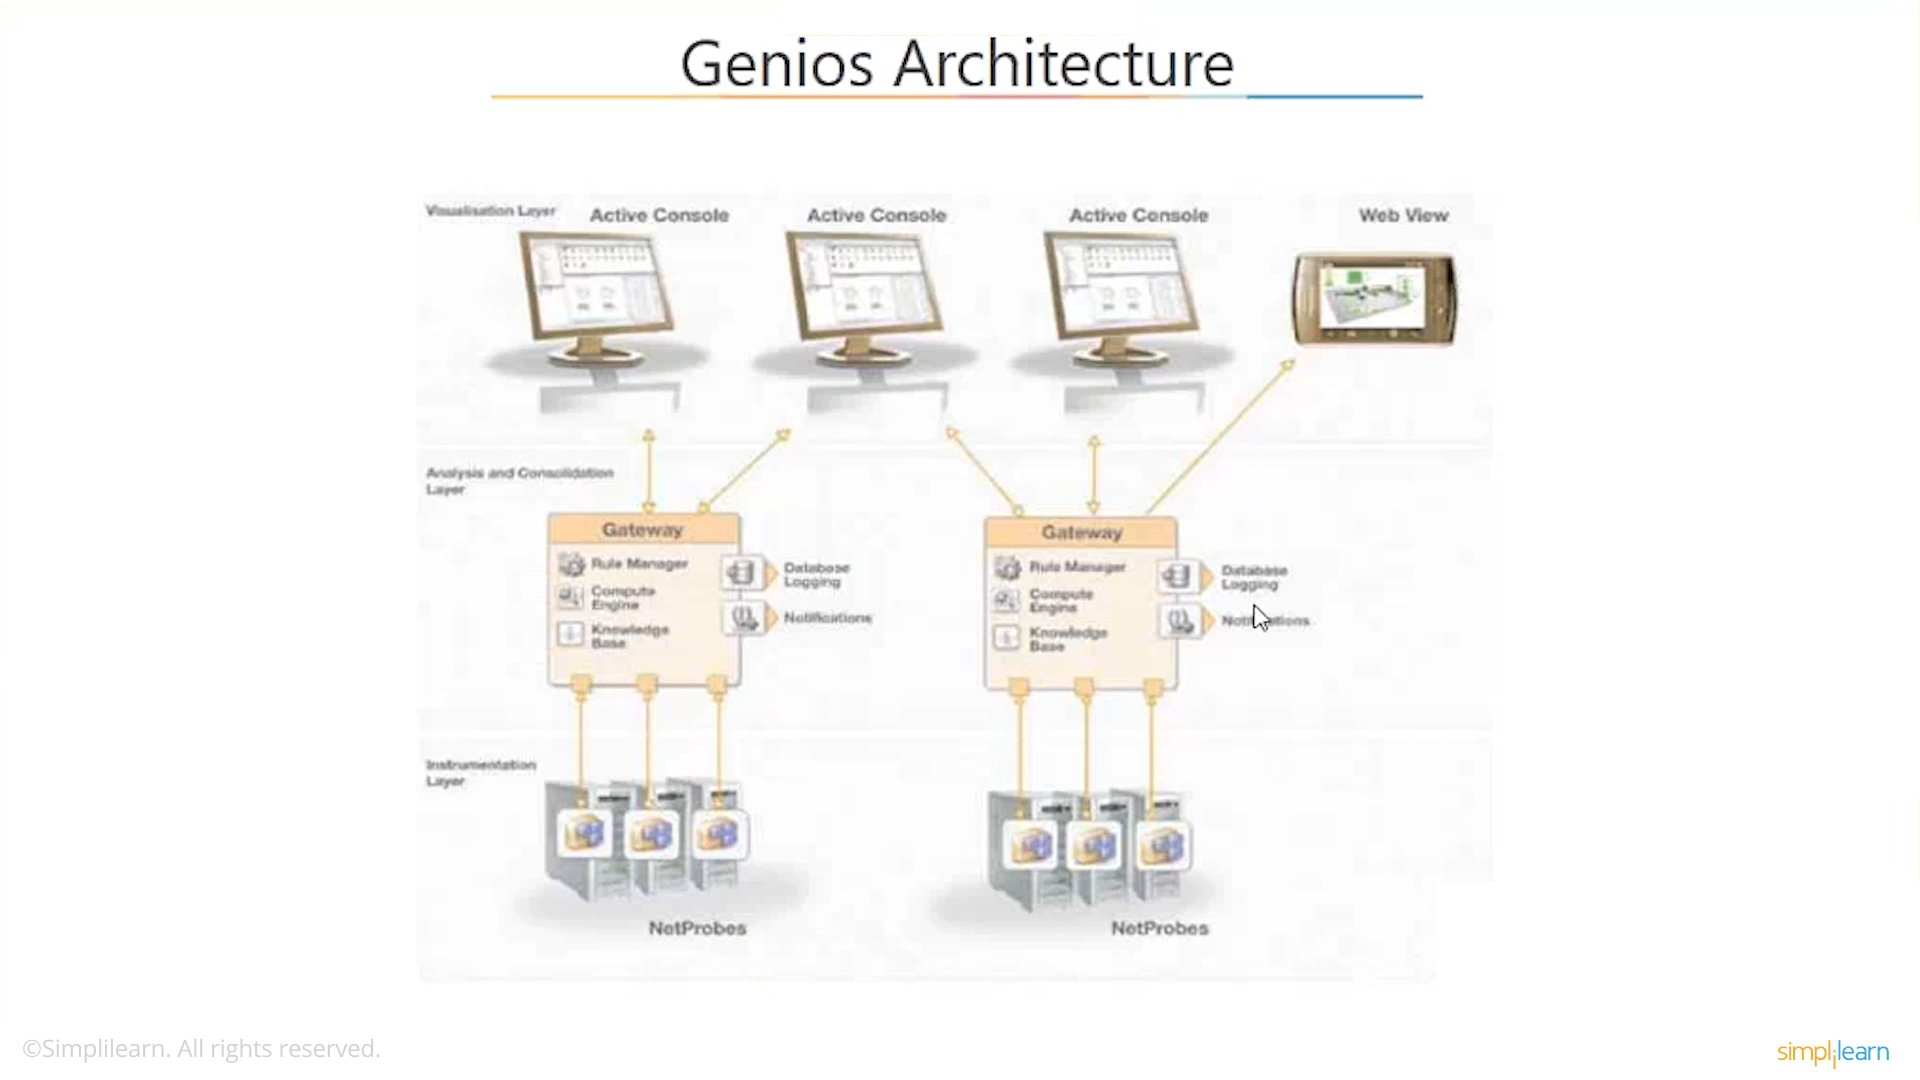 Genios Architecture
Visualisation Layer
Active Console
Active Console
Active Console
Web View
Analysis and Consolidation
Layer
Gateway
Rule Manager
Compute
Engine
Knowledge
Base
Database
Logging
Notifications
Gateway
Rule Manager
Compute
Engine
Knowledge
Base
Database
Logging
Instrumentation
Layer
NetProbes
NetProbes
©Simplilearn. All rights reserved.
simplilearn